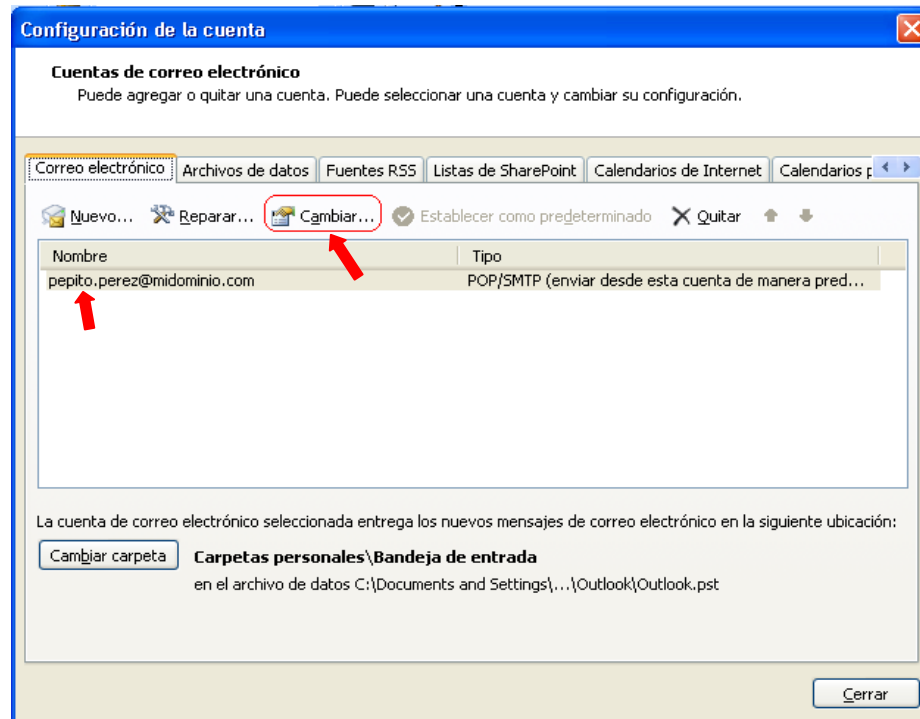 Configuración de la cuenta
Cuentas de correo electrónico
Puede agregar o quitar una cuenta. Puede seleccionar una cuenta y cambiar su configuración.
Correo electrónico Archivos de datos Fuentes RSS Listas de SharePoint Calendarios de Internet Calendarios
Nuevo... Reparar... Cambiar... Establecer como predeterminado Quitar
Nombre Tipo
pepito.perez@midominio.com POP/SMTP (enviar desde esta cuenta de manera pred...
La cuenta de correo electrónico seleccionada entrega los nuevos mensajes de correo electrónico en la siguiente ubicación:
Cambiar carpeta Carpetas personales\Bandeja de entrada
en el archivo de datos C:\Documents and Settings\...\Outlook\Outlook.pst
Cerrar